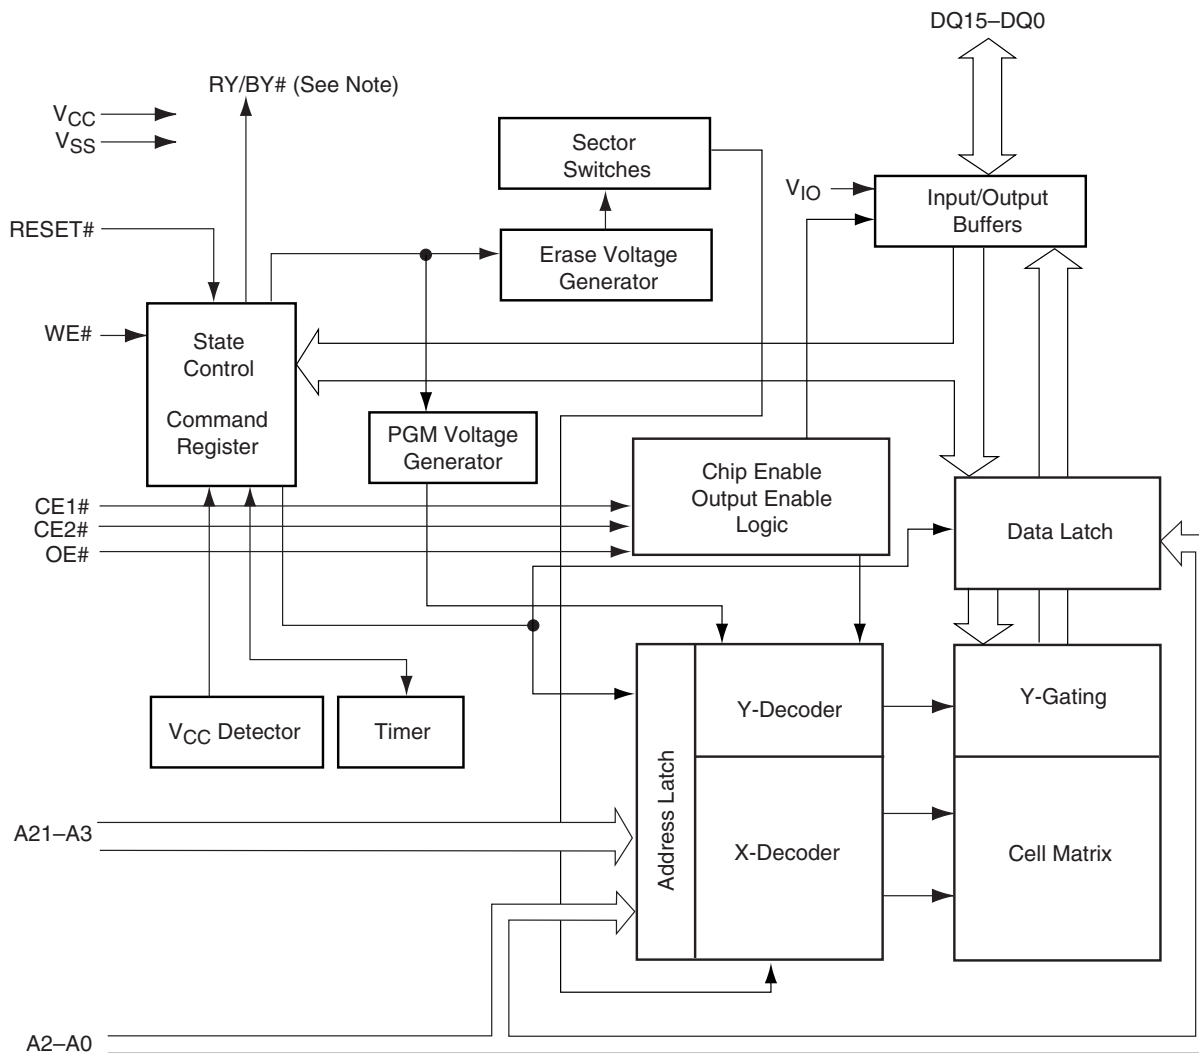 DQ15–DQ0
RY/BY# (See Note)
VCC
VSS
Sector
Switches
VIO
Input/Output
Buffers
RESET#
Erase Voltage
Generator
WE#
State
Control
Command
Register
PGM Voltage
Generator
Chip Enable
Output Enable
Logic
CE1#
CE2#
OE#
Data Latch
VCC Detector
Timer
Y-Decoder
Y-Gating
Address Latch
A21–A3
X-Decoder
Cell Matrix
A2–A0